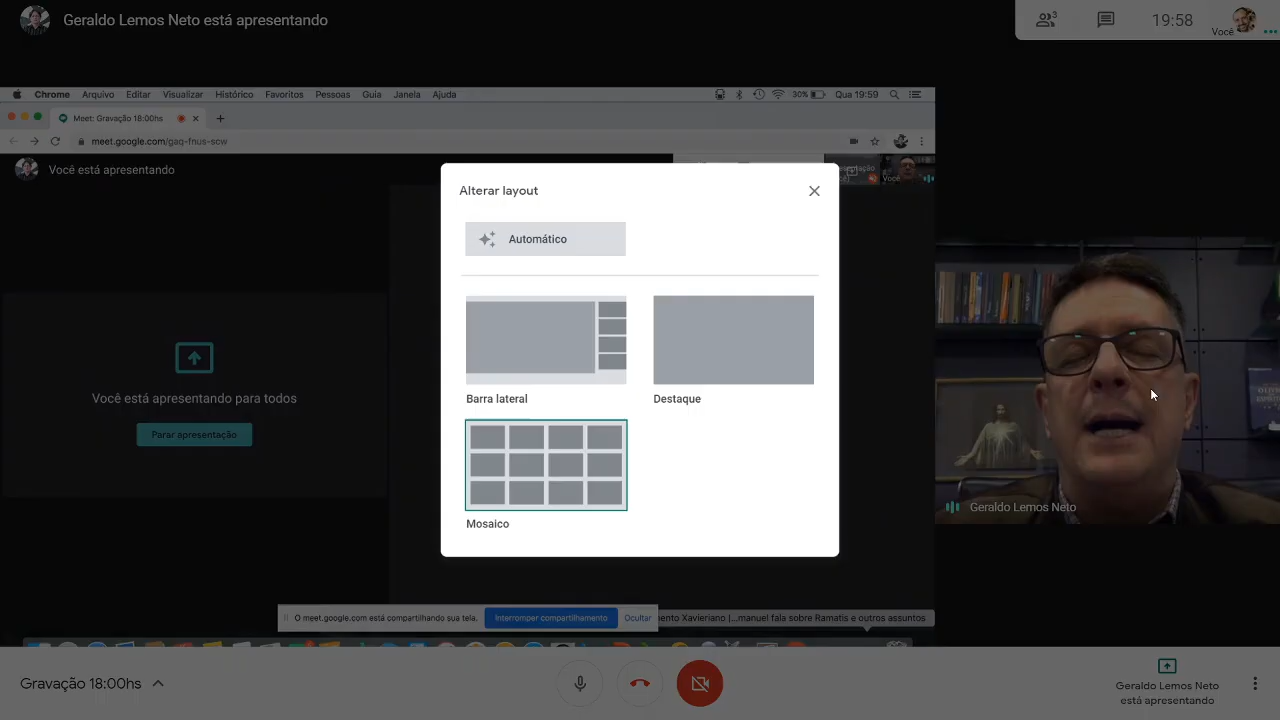 Geraldo Lemos Neto está apresentando
3
19:58
Você
Chrome Arquivo Editar Visualizar Histórico Favoritos Pessoas Guia Janela Ajuda
30% Qua 19:59
Meet: Gravação 18:00hs
meet.google.com/gaq-fnus-scw
Você está apresentando
Você
Alterar layout
Automático
Barra lateral
Destaque
Mosaico
Você está apresentando para todos
Parar apresentação
Geraldo Lemos Neto
O meet.google.com está compartilhando sua tela.
Interromper compartilhamento
Ocultar
mento Xavieriano |...manuel fala sobre Ramatis e outros assuntos
Gravação 18:00hs
Geraldo Lemos Neto
está apresentando